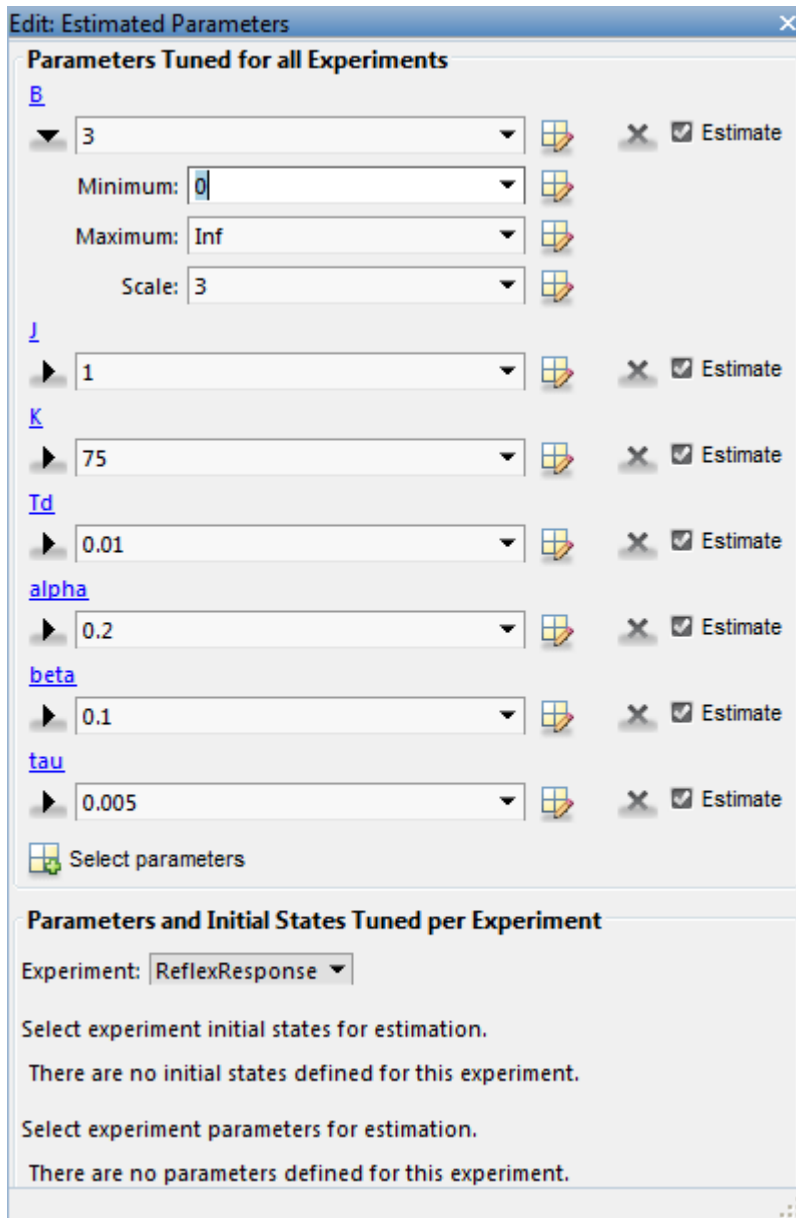 Edit: Estimated Parameters
Parameters Tuned for all Experiments
B
3 Estimate
Minimum: 0
Maximum: Inf
Scale: 3
J
1 Estimate
K
75 Estimate
Td
0.01 Estimate
alpha
0.2 Estimate
beta
0.1 Estimate
tau
0.005 Estimate
Select parameters
Parameters and Initial States Tuned per Experiment
Experiment: ReflexResponse
Select experiment initial states for estimation.
There are no initial states defined for this experiment.
Select experiment parameters for estimation.
There are no parameters defined for this experiment.